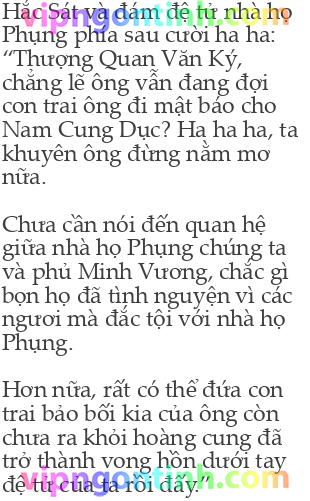 Hắc Sát và đám đệ tử nhà họ
vipngontinh.com
Phụng phía sau cười ha ha:
“Thượng Quan Văn Ký,
chẳng lẽ ông vẫn đang đợi
con trai ông đi mật báo cho
Nam Cung Dục? Ha ha ha, ta
khuyên ông đừng nằm mơ
nữa.
Chưa cần nói đến quan hệ
giữa nhà họ Phụng chúng ta
và phủ Minh Vương, chắc gì
bọn họ đã tình nguyện vì các
ngươi mà đắc tội với nhà họ
Phụng.
Hơn nữa, rất có thể đứa con
trai bảo bối kia của ông còn
chưa ra khỏi hoàng cung đã
trở thành vong hồn dưới tay
đệ tử của ta rồi đấy.”
vipngontinh.com